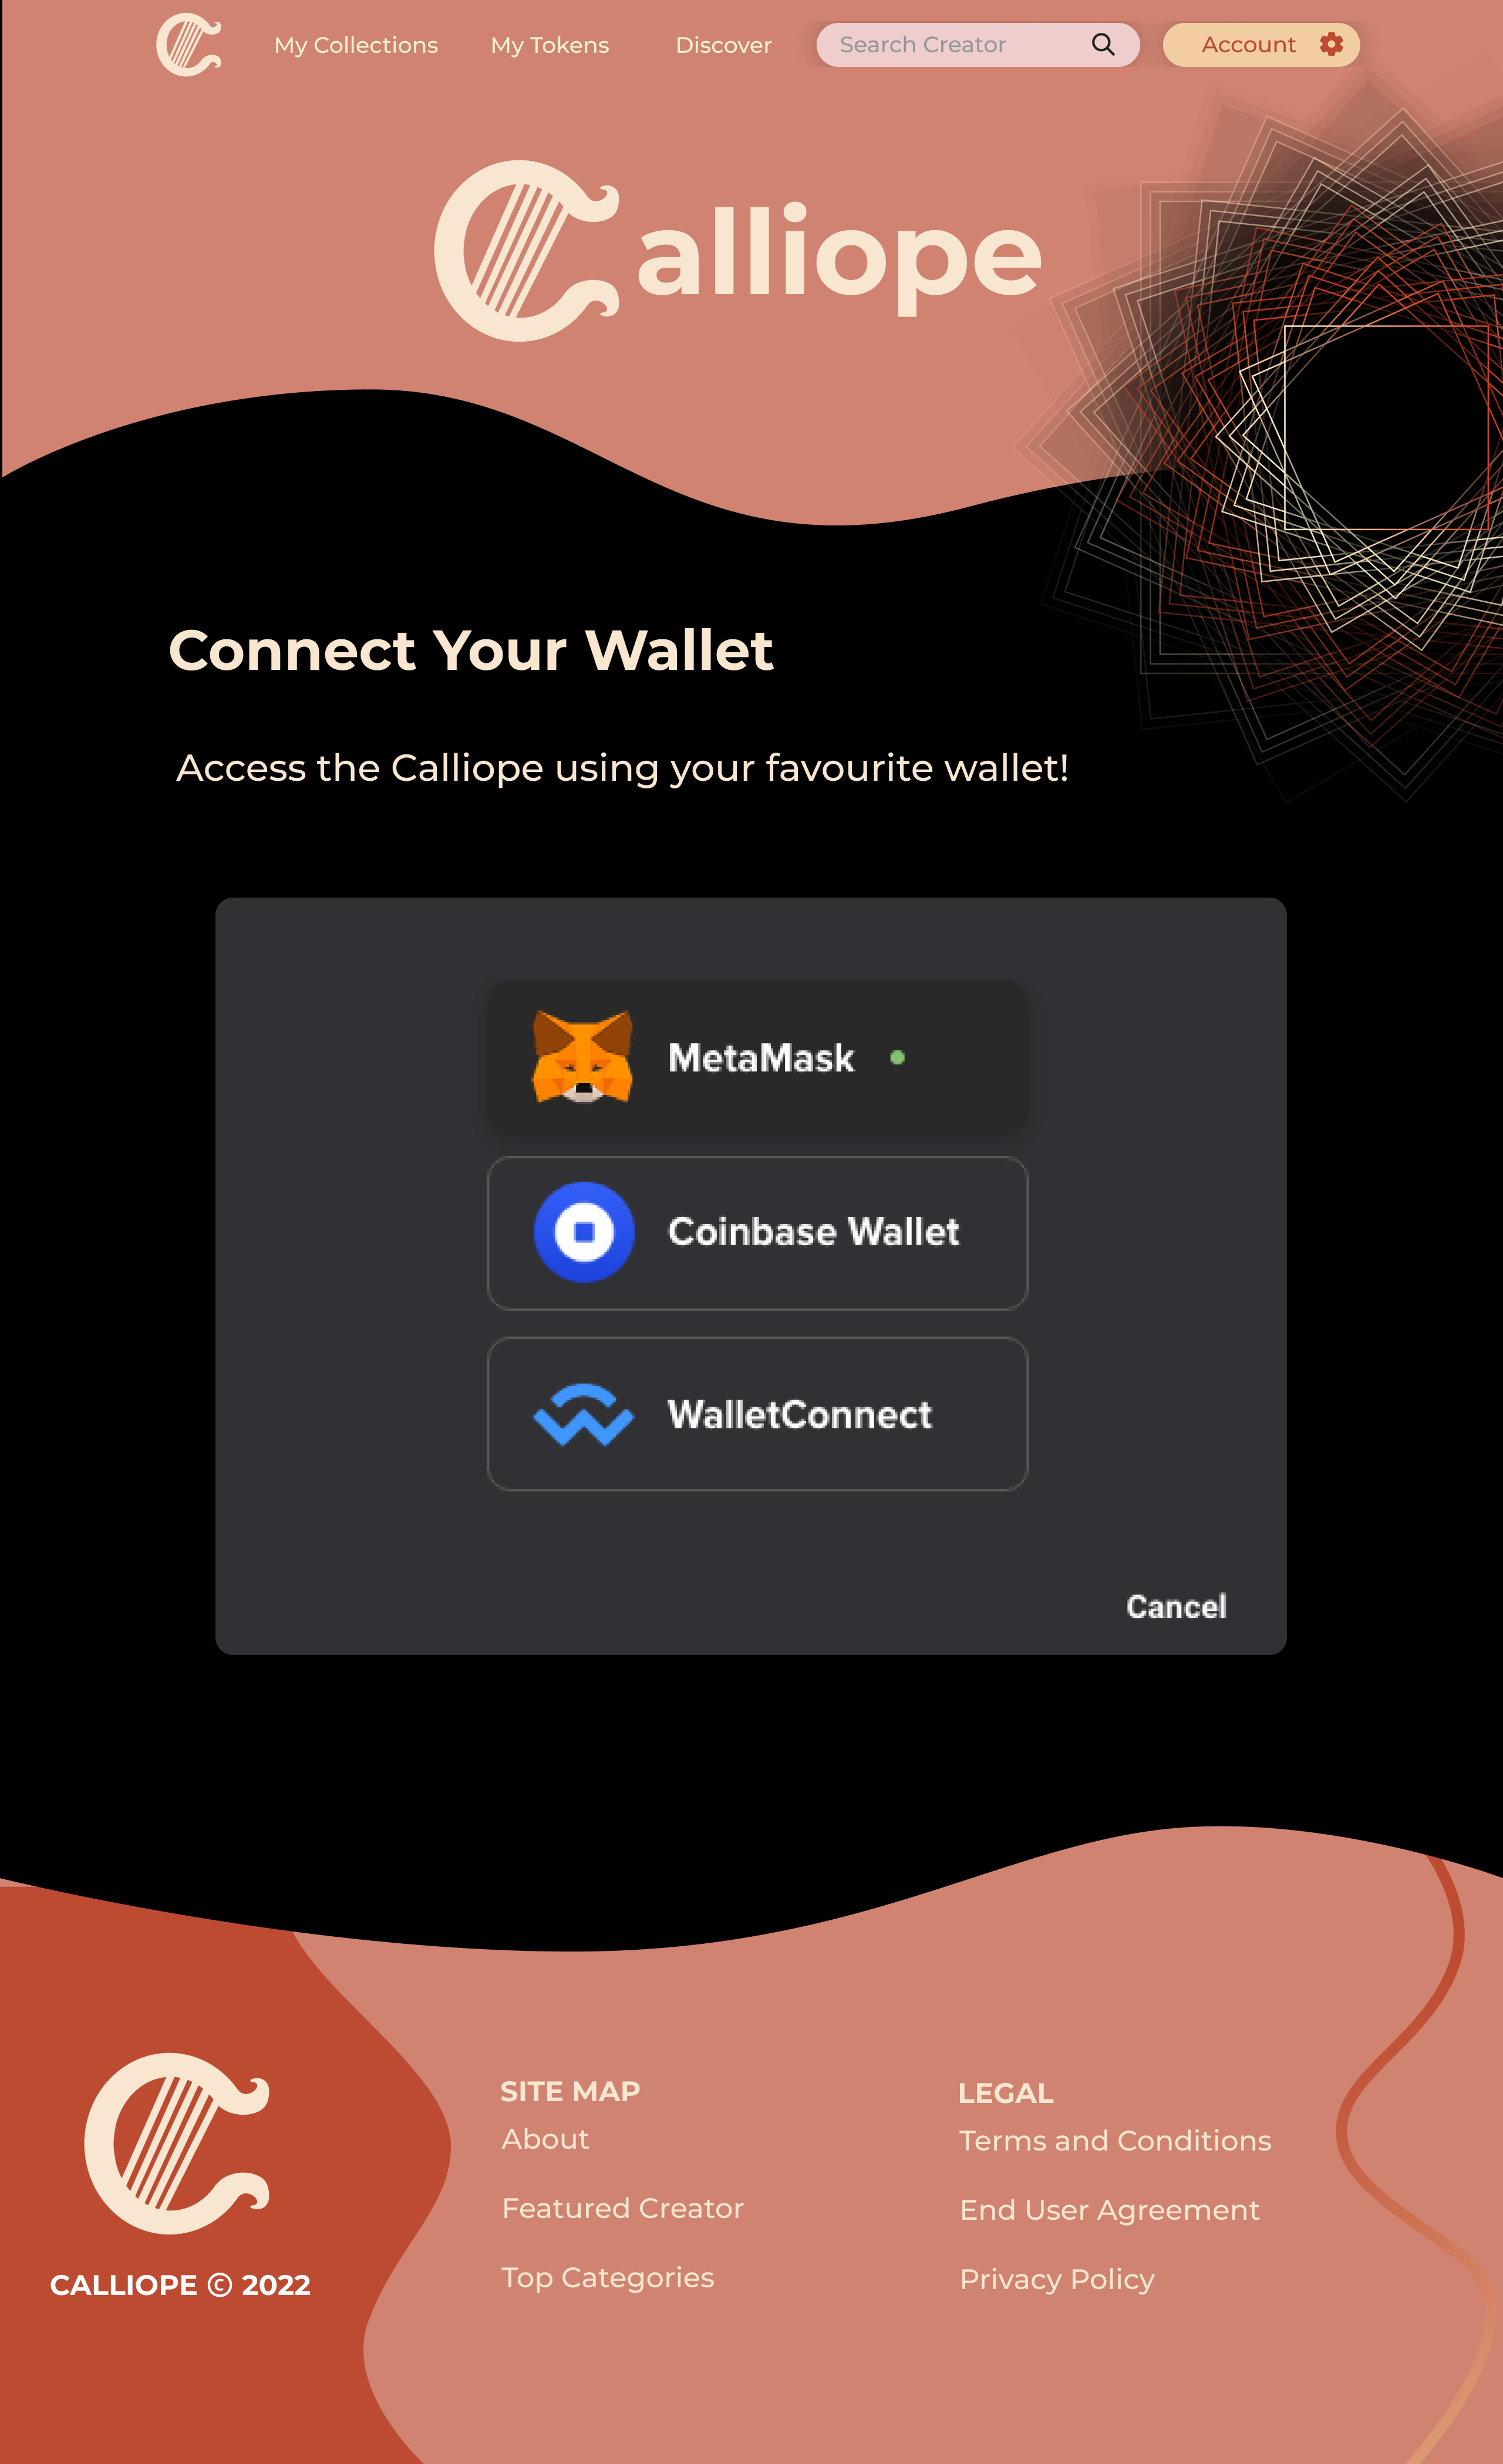 My Collections
My Tokens
Discover
Search Creator
Account
Calliope
Connect Your Wallet
Access the Calliope using your favourite wallet!
MetaMask
Coinbase Wallet
WalletConnect
Cancel
SITE MAP
About
Featured Creator
Top Categories
LEGAL
Terms and Conditions
End User Agreement
Privacy Policy
CALLIOPE © 2022